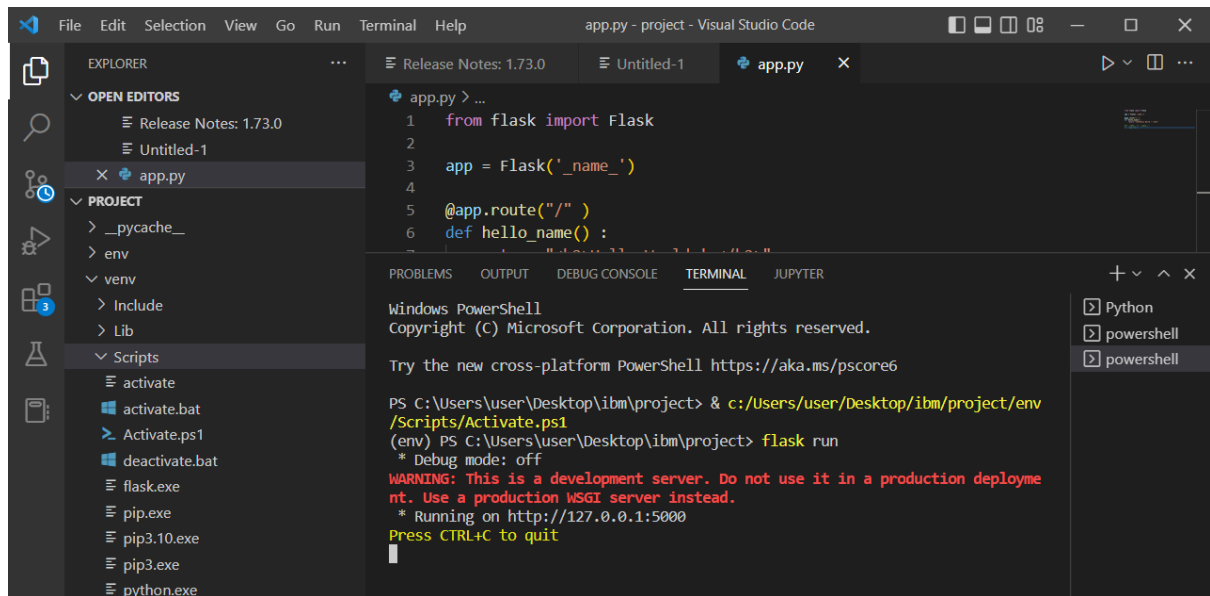 File Edit Selection View Go Run Terminal Help app.py - project - Visual Studio Code
EXPLORER
OPEN EDITORS
Release Notes: 1.73.0
Untitled-1
app.py
PROJECT
__pycache__
env
venv
Include
Lib
Scripts
activate
activate.bat
Activate.ps1
deactivate.bat
flask.exe
pip.exe
pip3.10.exe
pip3.exe
python.exe
3
Release Notes: 1.73.0 Untitled-1 app.py
app.py > ...
1 from flask import Flask
2
3 app = Flask('_name_')
4
5 @app.route("/" )
6 def hello_name() :
PROBLEMS OUTPUT DEBUG CONSOLE TERMINAL JUPYTER
Windows PowerShell
Copyright (C) Microsoft Corporation. All rights reserved.
Try the new cross-platform PowerShell https://aka.ms/pscore6
PS C:\Users\user\Desktop\ibm\project> & c:/Users/user/Desktop/ibm/project/env
/Scripts/Activate.ps1
(env) PS C:\Users\user\Desktop\ibm\project> flask run
* Debug mode: off
WARNING: This is a development server. Do not use it in a production deployme
nt. Use a production WSGI server instead.
* Running on http://127.0.0.1:5000
Press CTRL+C to quit
Python
powershell
powershell